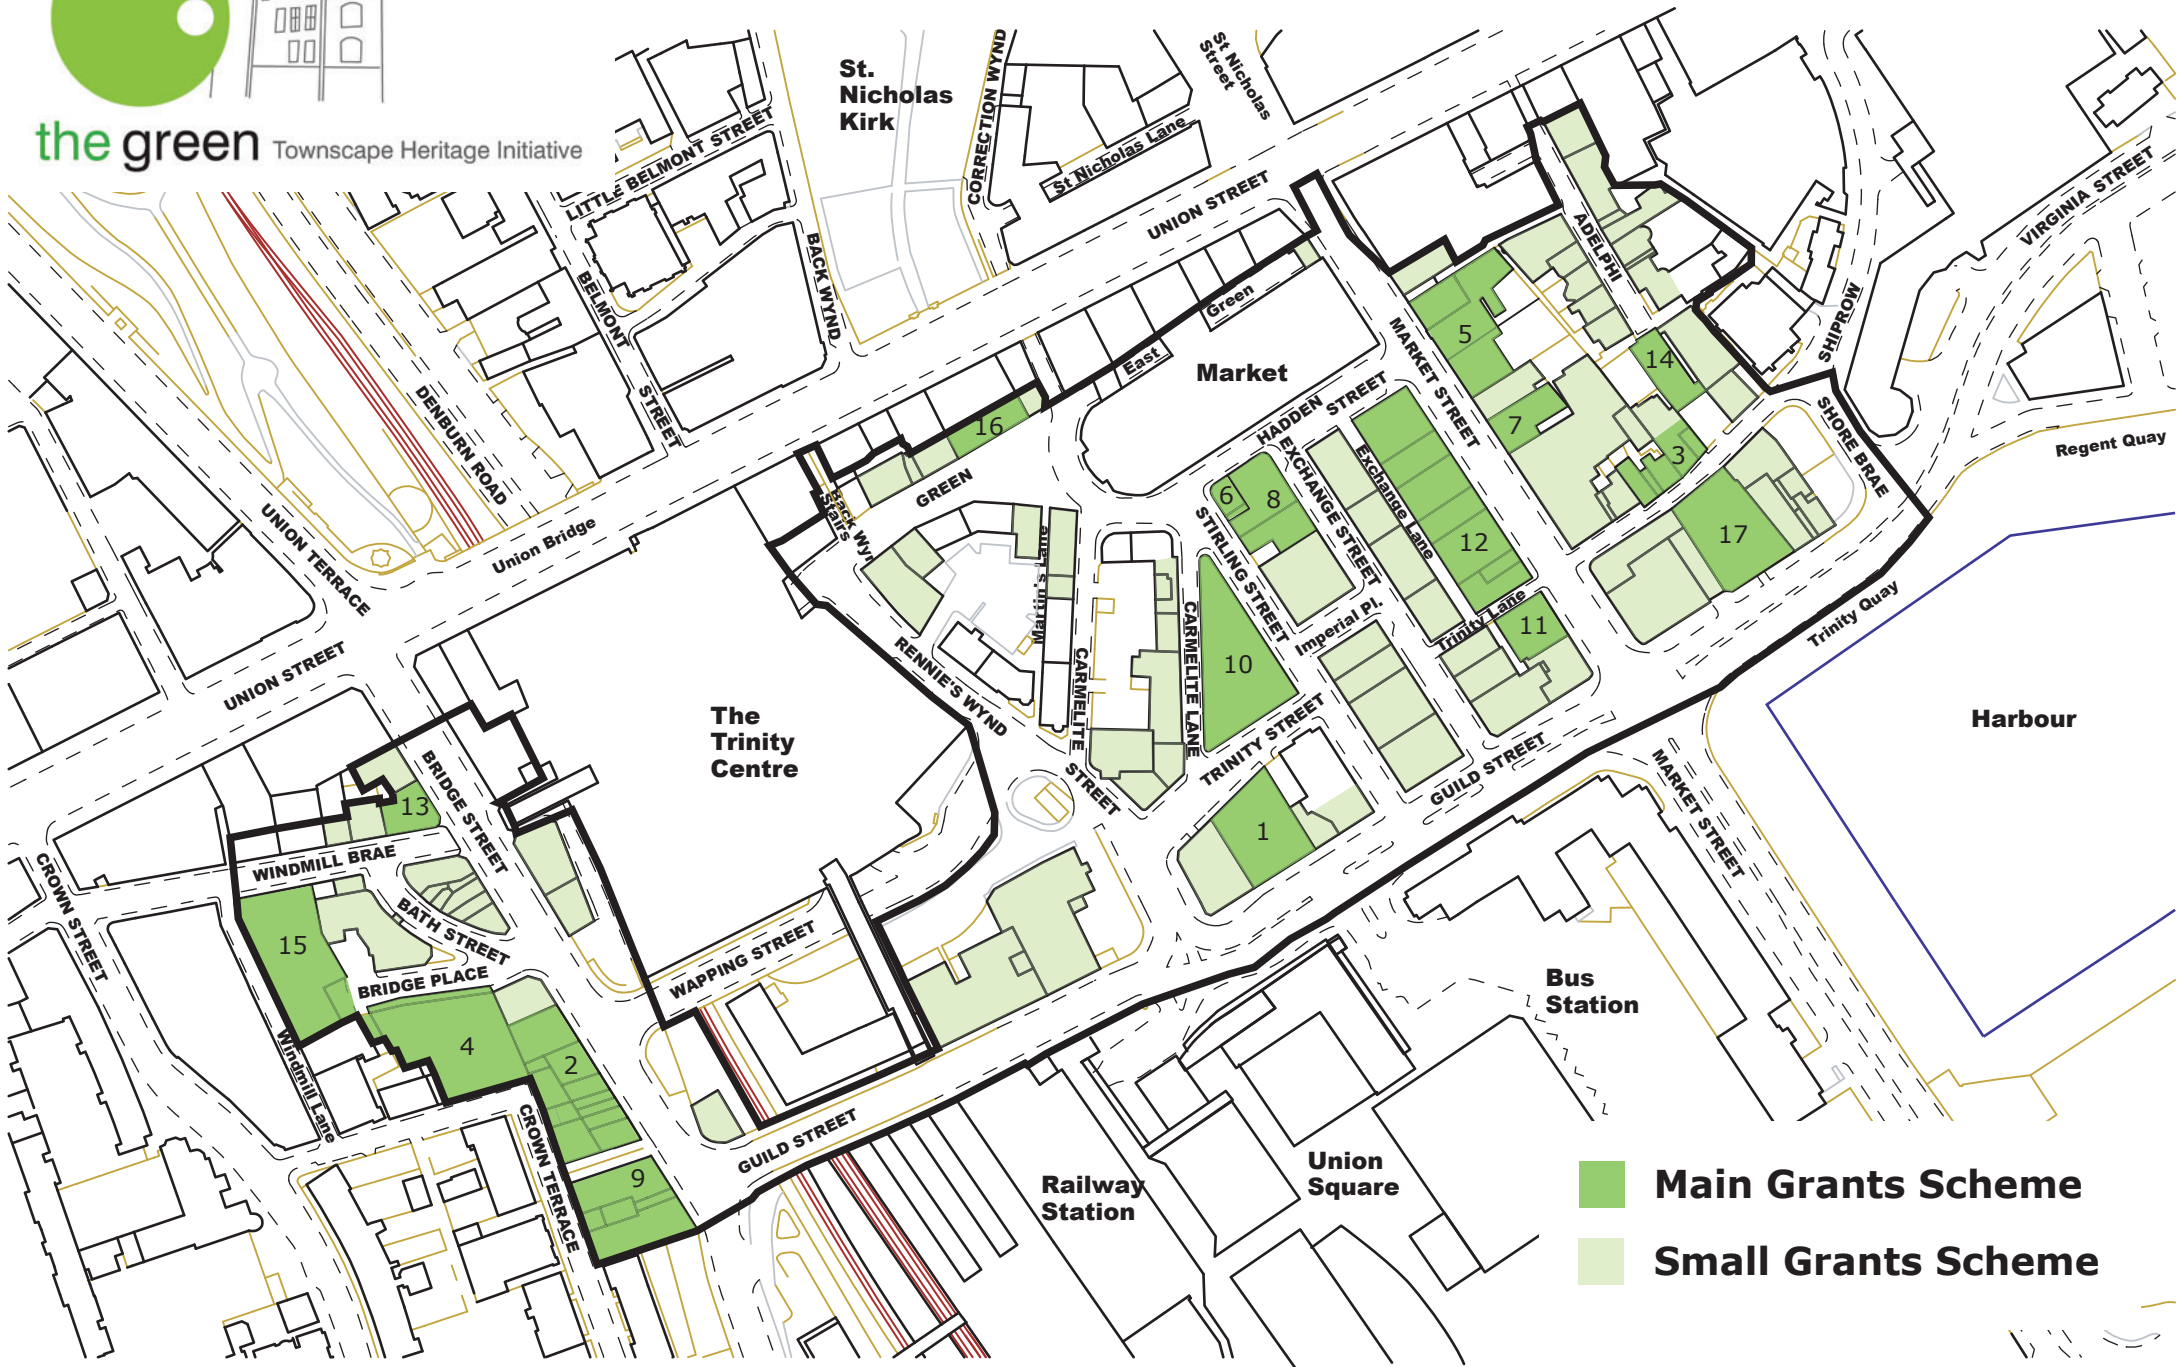 the green Townscape Heritage Initiative
St.
Nicholas
Kirk
CORRECTION WYND
St Nicholas
Street
St Nicholas Lane
LITTLE BELMONT STREET
BACK WYND
BELMONT
STREET
UNION STREET
ADELPHI
VIRGINIA STREET
SHIPROW
SHORE BRAE
Regent Quay
DENBURN ROAD
UNION TERRACE
Union Bridge
UNION STREET
East
Green
Market
MARKET STREET
HADDEN STREET
EXCHANGE STREET
Exchange Lane
5
14
7
3
16
GREEN
Back Wynd
Stairs
6
8
12
17
STIRLING STREET
Imperial Pl.
Trinity Lane
11
Trinity Quay
Martin's Lane
CARMELITE
STREET
CARMELITE LANE
10
RENNIE'S WYND
TRINITY STREET
GUILD STREET
MARKET STREET
Harbour
The
Trinity
Centre
BRIDGE STREET
13
WINDMILL BRAE
BATH STREET
BRIDGE PLACE
CROWN STREET
15
Windmill Lane
4
2
9
CROWN TERRACE
WAPPING STREET
GUILD STREET
1
Bus
Station
Railway
Station
Union
Square
Main Grants Scheme
Small Grants Scheme